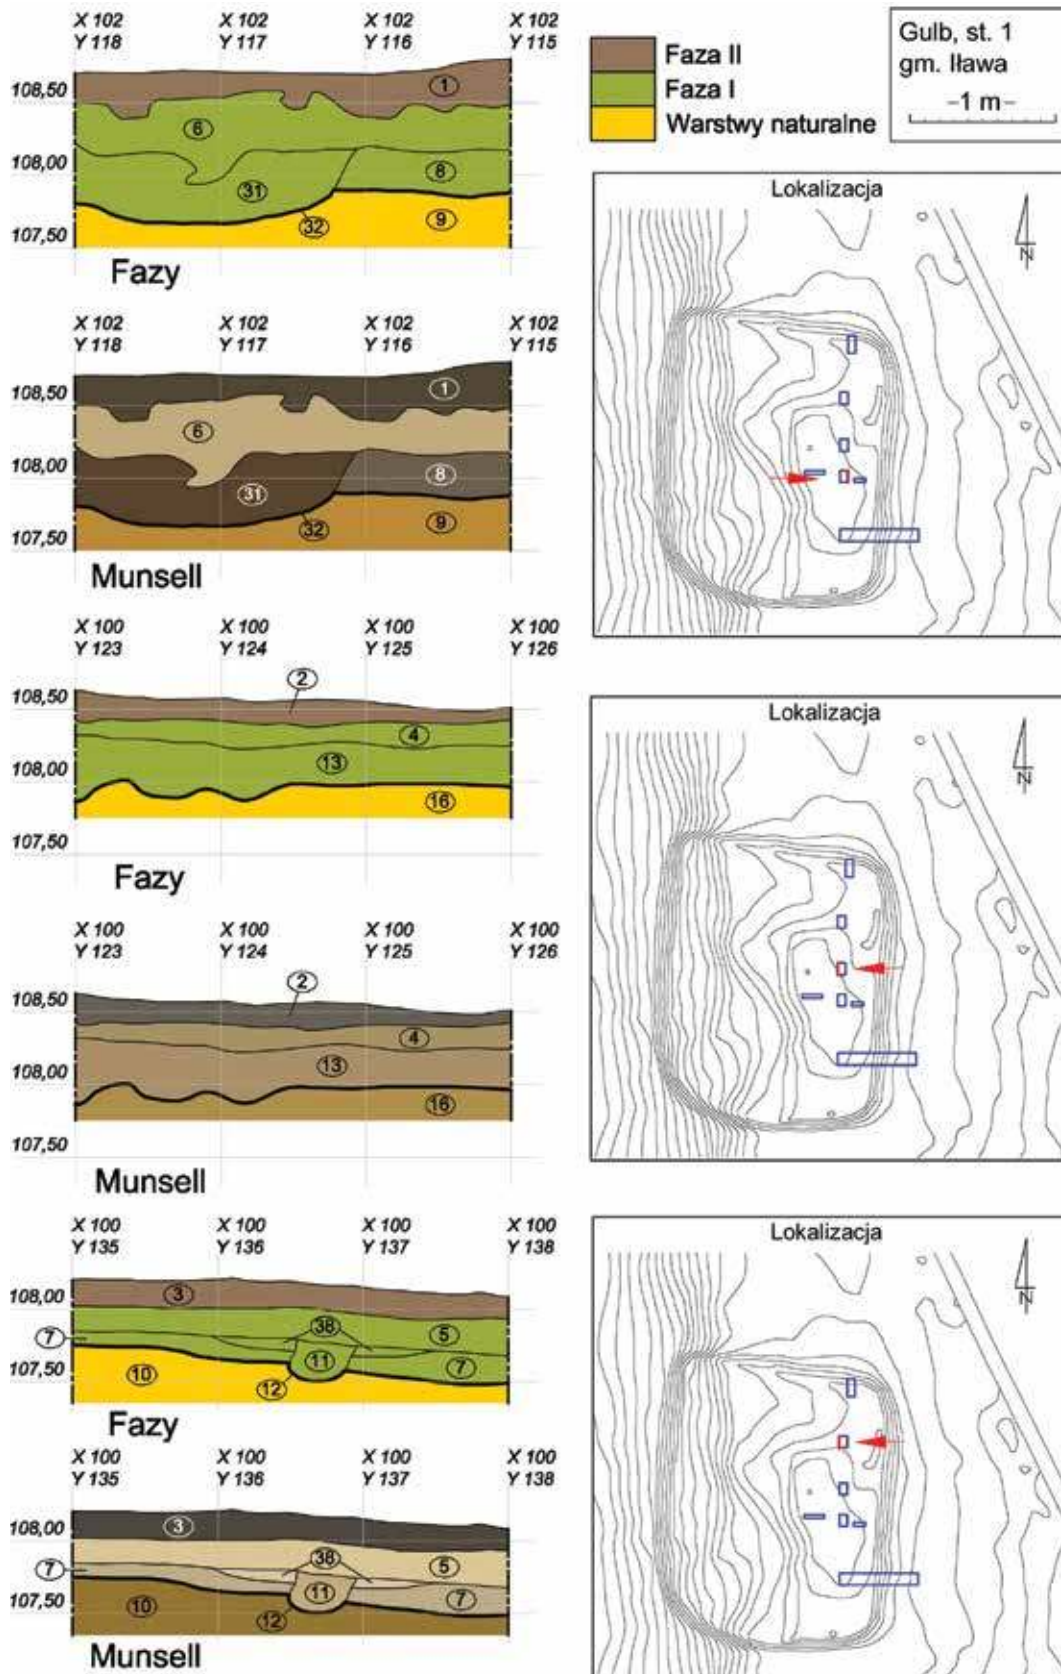 X 102 X 102 X 102 X 102
Y 118 Y 117 Y 116 Y 115
108,50
108,00
107,50
1
6
8
31
32
9
Fazy
Faza II
Faza I
Warstwy naturalne
Gulb, st. 1
gm. Iława
–1 m–
Lokalizacja
N
X 102 X 102 X 102 X 102
Y 118 Y 117 Y 116 Y 115
108,50
108,00
107,50
1
6
8
31
32
9
Munsell
X 100 X 100 X 100 X 100
Y 123 Y 124 Y 125 Y 126
108,50
108,00
107,50
2
4
13
16
Fazy
Lokalizacja
N
X 100 X 100 X 100 X 100
Y 123 Y 124 Y 125 Y 126
108,50
108,00
107,50
2
4
13
16
Munsell
X 100 X 100 X 100 X 100
Y 135 Y 136 Y 137 Y 138
108,00
107,50
3
7
38
5
11
7
10
12
Fazy
Lokalizacja
N
X 100 X 100 X 100 X 100
Y 135 Y 136 Y 137 Y 138
108,00
107,50
3
7
38
5
11
7
10
12
Munsell